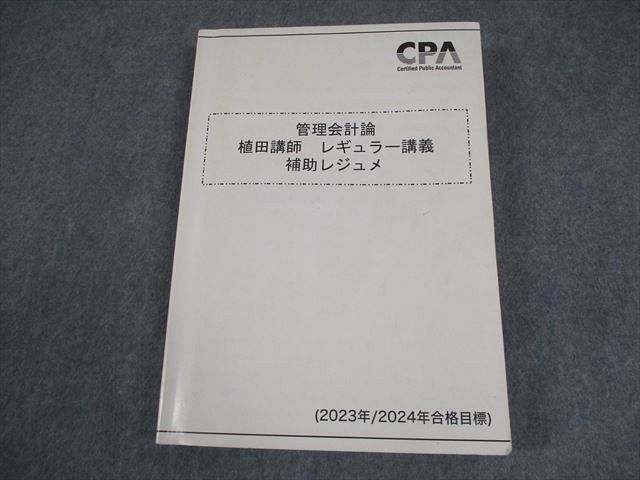 CPA
Certified Public Accountant
管理会計論
植田講師 レギュラー講義
補助レジュメ
(2023年/2024年合格目標)